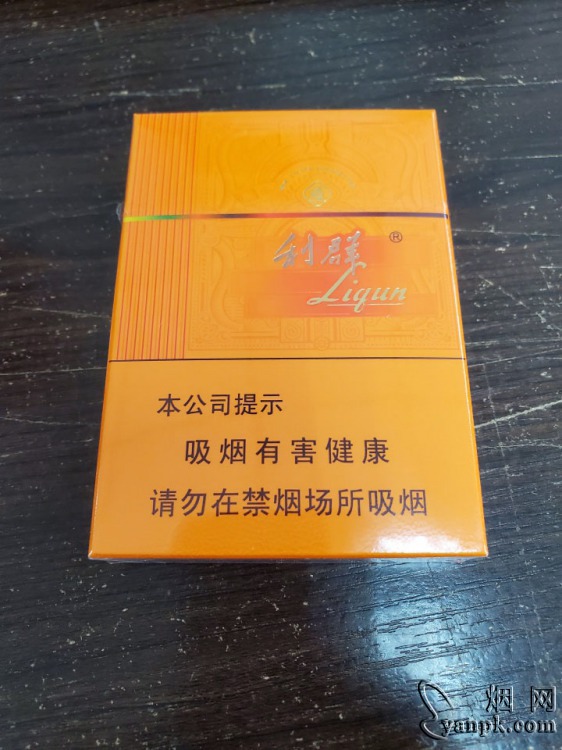 利群®
Liqun
本公司提示
吸烟有害健康
请勿在禁烟场所吸烟
烟网
yanpk.com